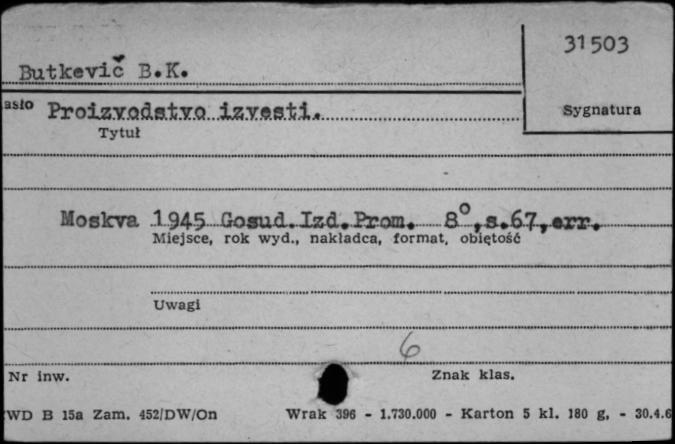 31503
Butkevič B.K.
Sygnatura
asło Proizvodstvo izvesti.
Tytuł
Moskva 1945 Gosud.Izd.Prom. 8°,s.67,err.
Miejsce, rok wyd., nakładca, format, objętość
Uwagi
6
Nr inw.
Znak klas.
WD B 15a Zam. 452/DW/On Wrak 396 - 1.730.000 - Karton 5 kl. 180 g. - 30.4.6